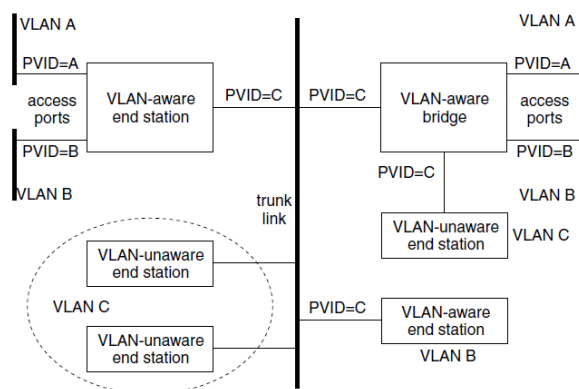 VLAN A
PVID=A
access
ports
PVID=B
VLAN B
VLAN-aware
end station
PVID=C
PVID=C
VLAN-aware
bridge
VLAN A
PVID=A
access
ports
PVID=B
VLAN B
PVID=C
trunk
link
VLAN-unaware
end station
VLAN C
VLAN-unaware
end station
VLAN C
VLAN-unaware
end station
PVID=C
VLAN-aware
end station
VLAN B